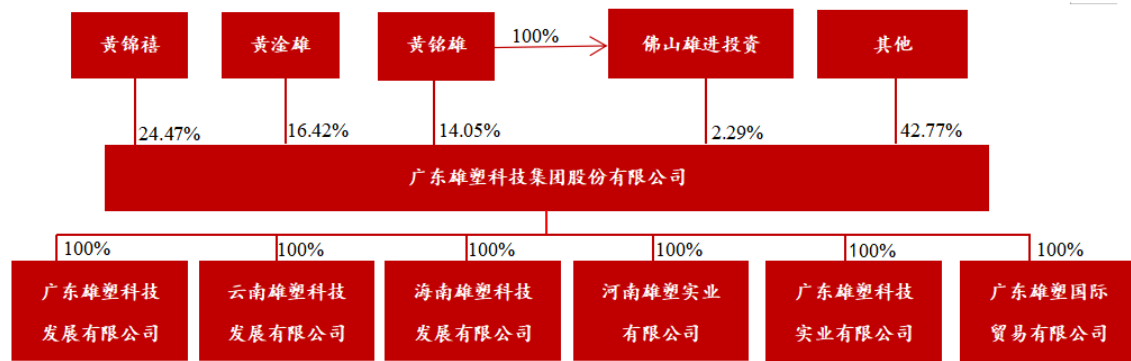 黄锦禧
黄淦雄
黄铭雄
100%
佛山雄进投资
其他
24.47%
16.42%
14.05%
2.29%
42.77%
广东雄塑科技集团股份有限公司
100%
100%
100%
100%
100%
100%
广东雄塑科技
发展有限公司
云南雄塑科技
发展有限公司
海南雄塑科技
发展有限公司
河南雄塑实业
有限公司
广东雄塑科技
实业有限公司
广东雄塑国际
贸易有限公司